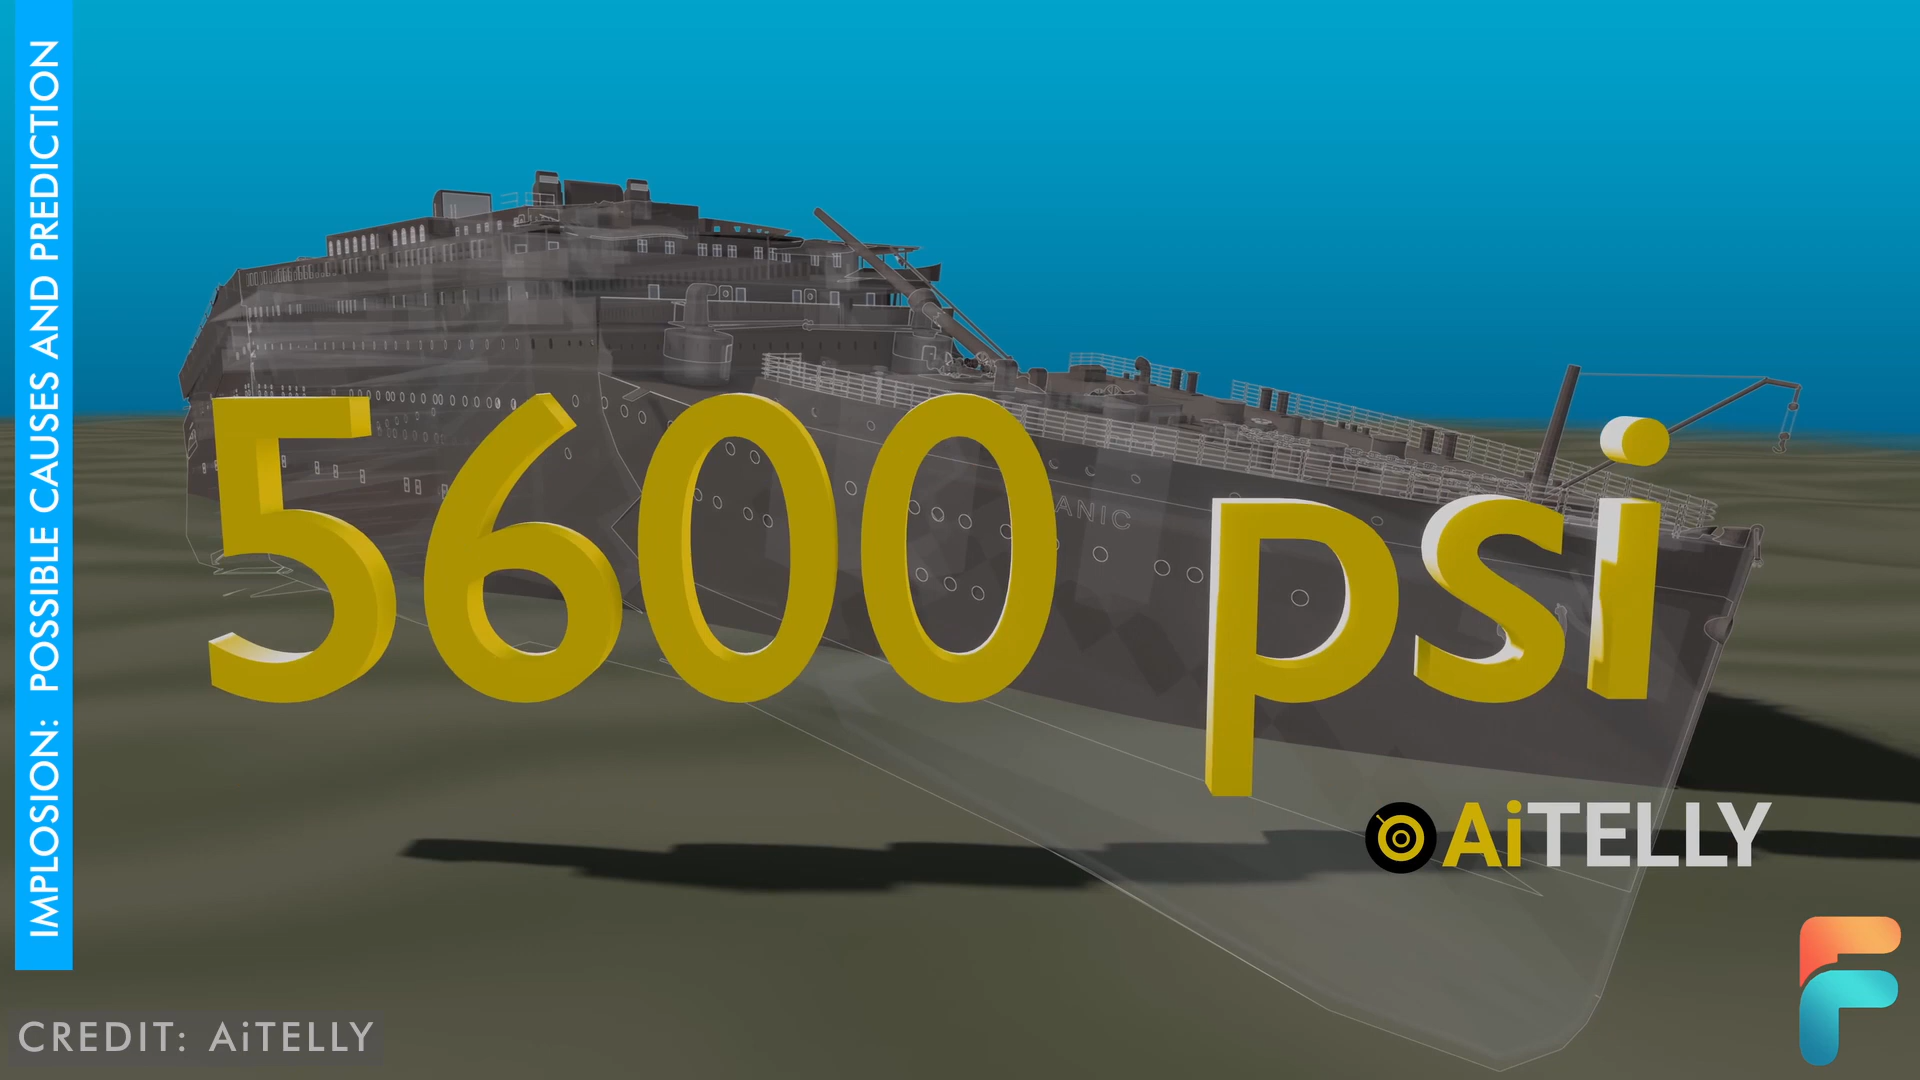 IMPLOSION: POSSIBLE CAUSES AND PREDICTION
5600 psi
ANIC
AiTELLY
CREDIT: AiTELLY